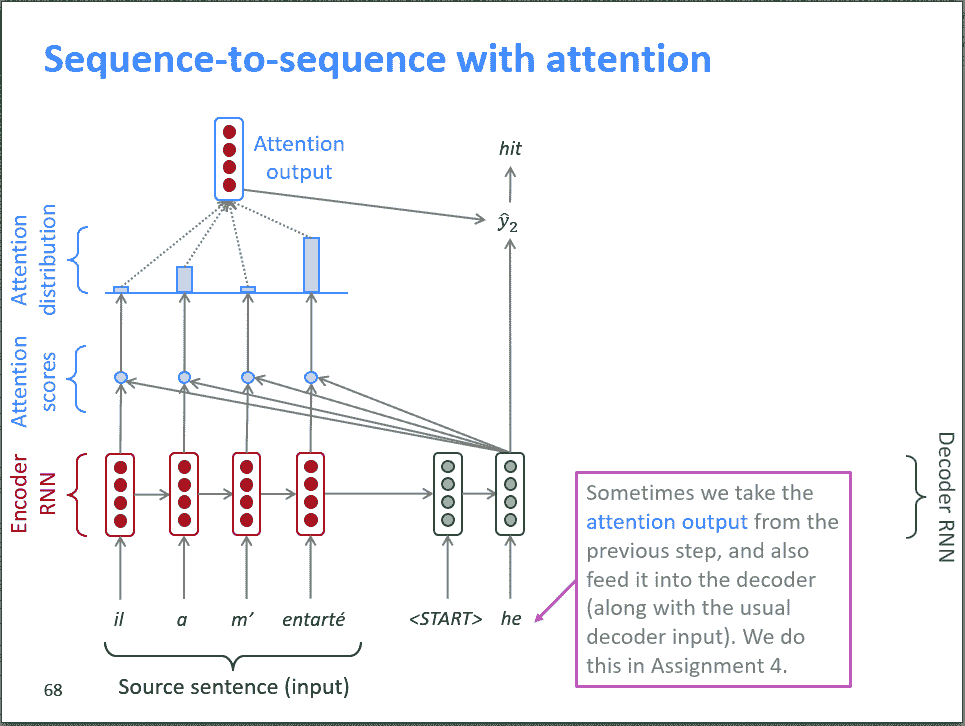 Sequence-to-sequence with attention
Attention
output
hit
ŷ₂
Attention
distribution
Attention
scores
Encoder
RNN
Decoder RNN
Sometimes we take the
attention output from the
previous step, and also
feed it into the decoder
(along with the usual
decoder input). We do
this in Assignment 4.
il a m’ entarté <START> he
Source sentence (input)
68